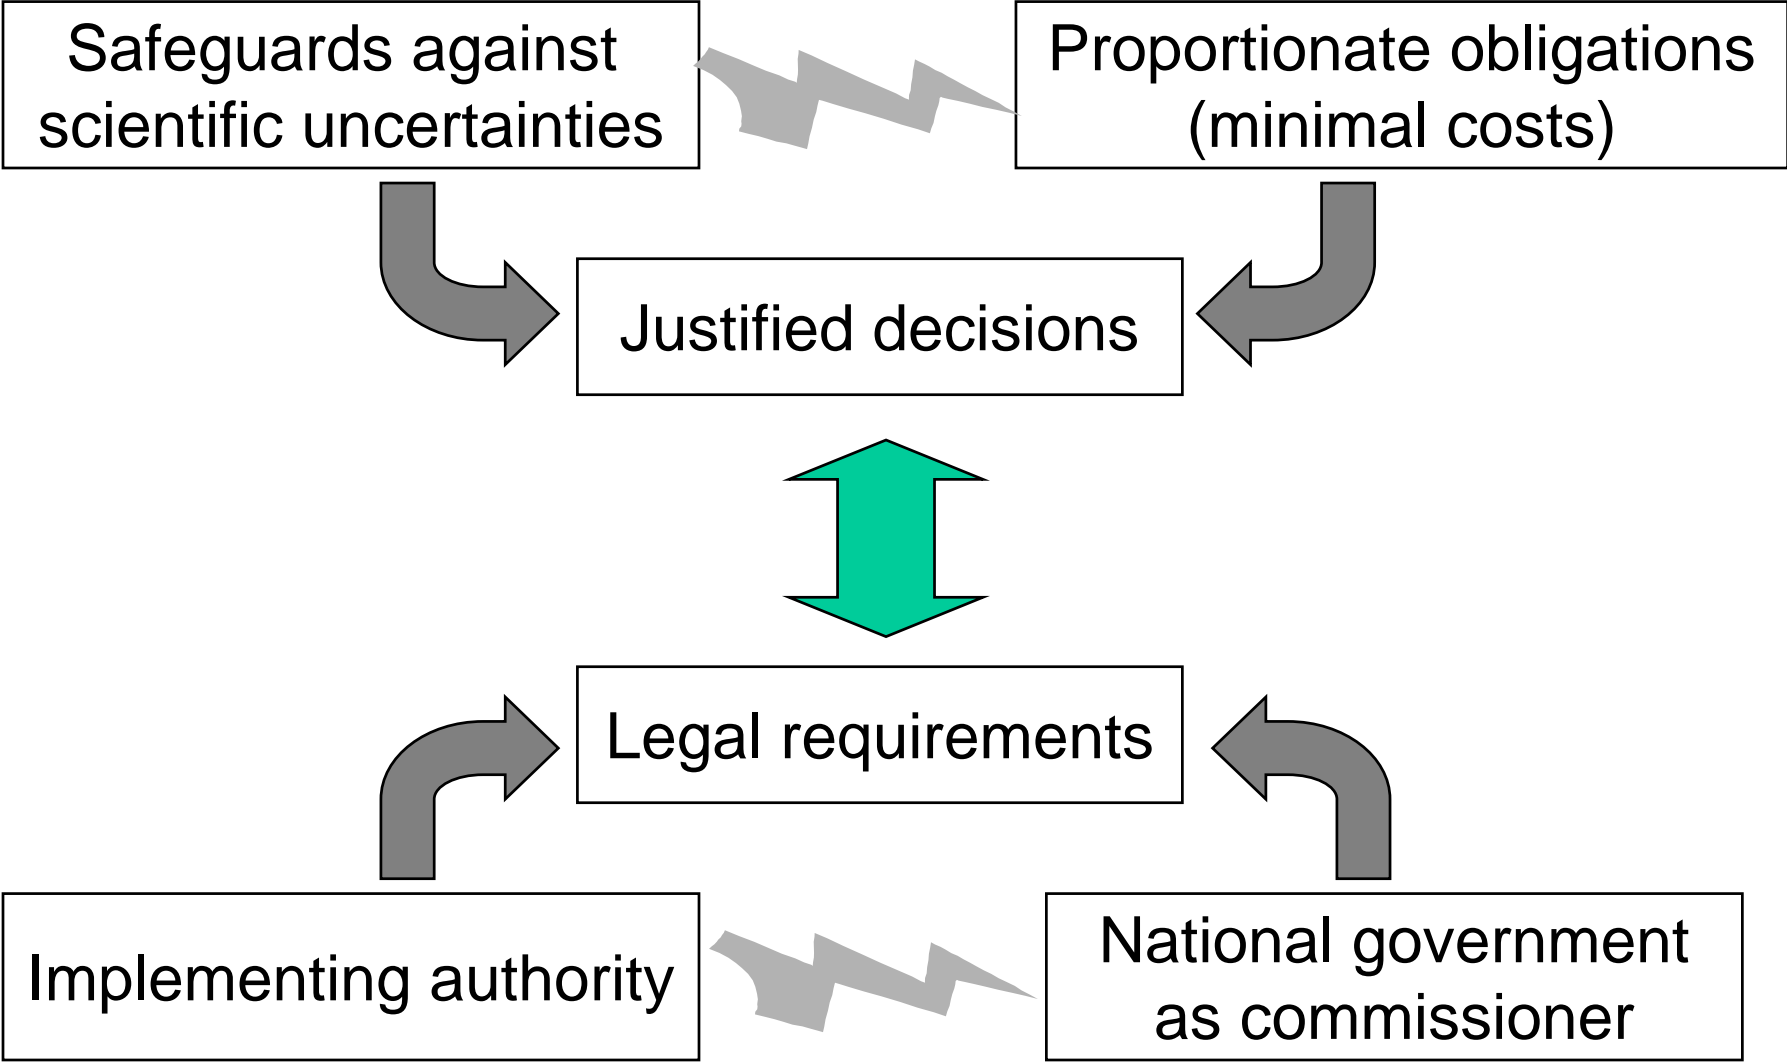 Safeguards against
scientific uncertainties
Proportionate obligations
(minimal costs)
Justified decisions
Legal requirements
Implementing authority
National government
as commissioner